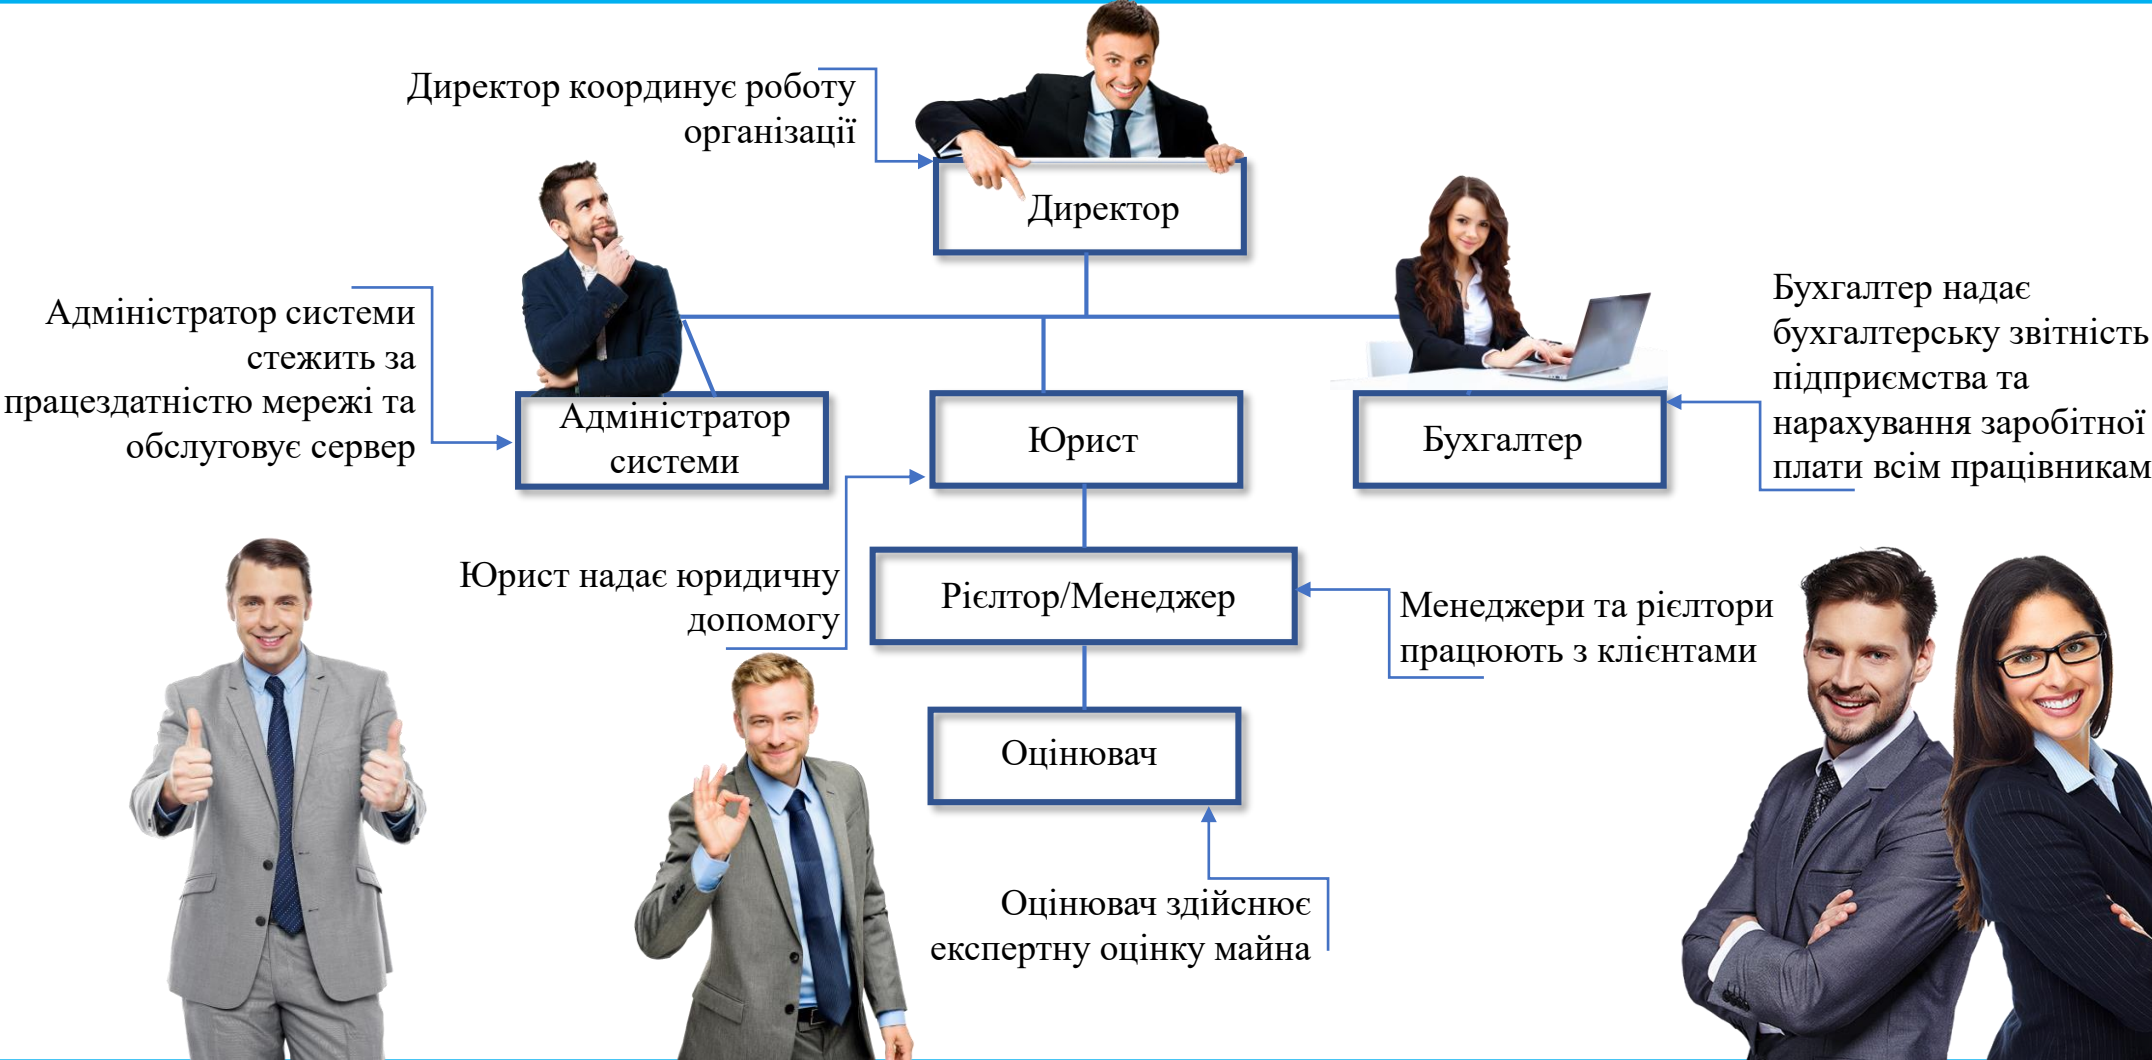 Директор координує роботу
організації
Директор
Адміністратор системи
стежить за
працездатністю мережі та
обслуговує сервер
Бухгалтер надає
бухгалтерську звітність
підприємства та
нарахування заробітної
плати всім працівникам
Адміністратор
системи
Юрист
Бухгалтер
Юрист надає юридичну
допомогу
Рієлтор/Менеджер
Менеджери та рієлтори
працюють з клієнтами
Оцінювач
Оцінювач здійснює
експертну оцінку майна